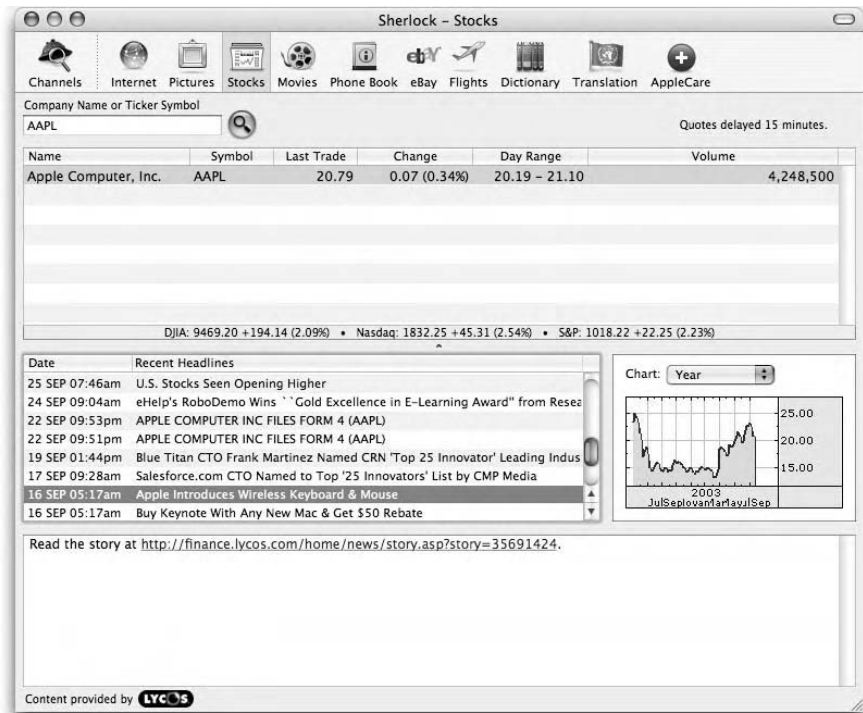 Sherlock – Stocks
Channels Internet Pictures Stocks Movies Phone Book eBay Flights Dictionary Translation AppleCare
Company Name or Ticker Symbol
AAPL
Quotes delayed 15 minutes.
Name Symbol Last Trade Change Day Range Volume
Apple Computer, Inc. AAPL 20.79 0.07 (0.34%) 20.19 – 21.10 4,248,500
DJIA: 9469.20 +194.14 (2.09%) • Nasdaq: 1832.25 +45.31 (2.54%) • S&P: 1018.22 +22.25 (2.23%)
Date Recent Headlines
25 SEP 07:46am U.S. Stocks Seen Opening Higher
24 SEP 09:04am eHelp's RoboDemo Wins ``Gold Excellence in E-Learning Award" from Resea
22 SEP 09:53pm APPLE COMPUTER INC FILES FORM 4 (AAPL)
22 SEP 09:51pm APPLE COMPUTER INC FILES FORM 4 (AAPL)
19 SEP 01:44pm Blue Titan CTO Frank Martinez Named CRN 'Top 25 Innovator' Leading Indus
17 SEP 09:28am Salesforce.com CTO Named to Top '25 Innovators' List by CMP Media
16 SEP 05:17am Apple Introduces Wireless Keyboard & Mouse
16 SEP 05:17am Buy Keynote With Any New Mac & Get $50 Rebate
Chart: Year
25.00
20.00
15.00
2003
Read the story at http://finance.lycos.com/home/news/story.asp?story=35691424.
Content provided by LYCOS